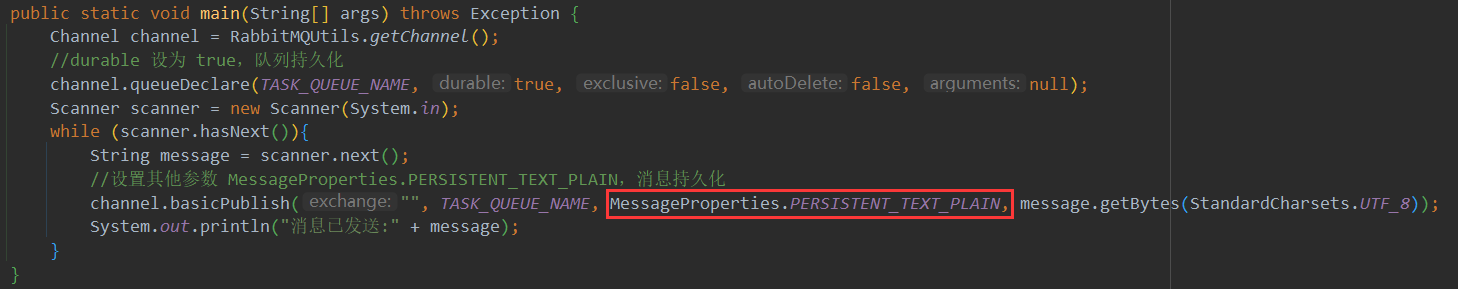 public static void main(String[] args) throws Exception {
Channel channel = RabbitMQUtils.getChannel();
//durable 设为 true，队列持久化
channel.queueDeclare(TASK_QUEUE_NAME, durable: true, exclusive: false, autoDelete: false, arguments: null);
Scanner scanner = new Scanner(System.in);
while (scanner.hasNext()){
String message = scanner.next();
//设置其他参数 MessageProperties.PERSISTENT_TEXT_PLAIN，消息持久化
channel.basicPublish( exchange: "", TASK_QUEUE_NAME, MessageProperties.PERSISTENT_TEXT_PLAIN, message.getBytes(StandardCharsets.UTF_8));
System.out.println("消息已发送:" + message);
}
}